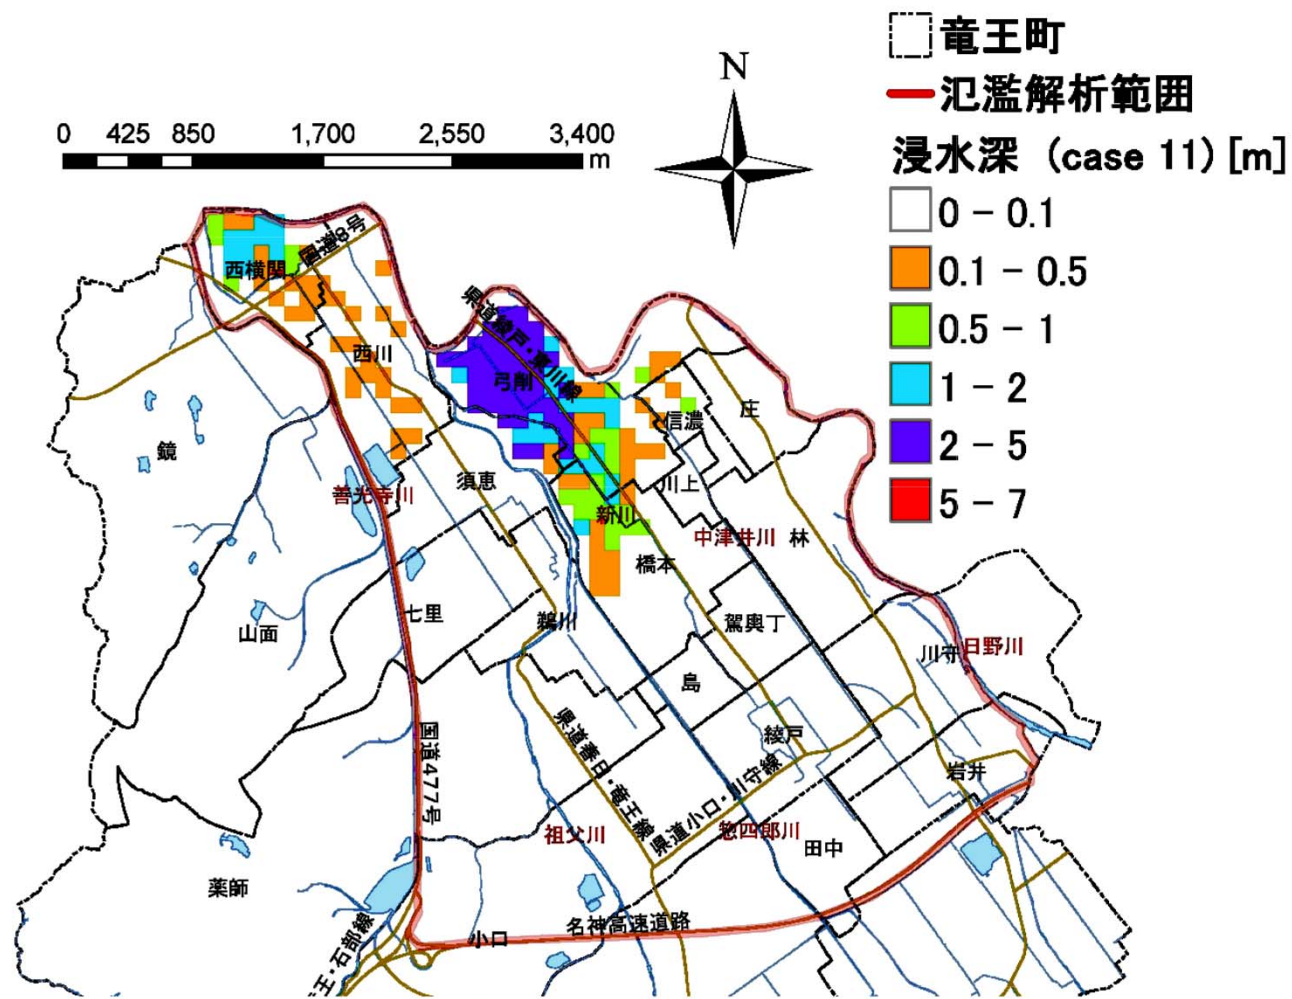 N
竜王町
氾濫解析範囲
浸水深 (case 11) [m]
0 - 0.1
0.1 - 0.5
0.5 - 1
1 - 2
2 - 5
5 - 7
0 425 850 1,700 2,550 3,400
m
国道8号
西横関
県道綾戸・東川線
西川
弓削
庄
信濃
鏡
須恵
川上
善光寺川
新川
中津井川
林
橋本
七里
鵜川
駕輿丁
山面
川守
日野川
島
綾戸
国道477号
県道春日・竜王線
県道小口・川守線
岩井
祖父川
惣四郎川
田中
薬師
名神高速道路
小口
王・石部線